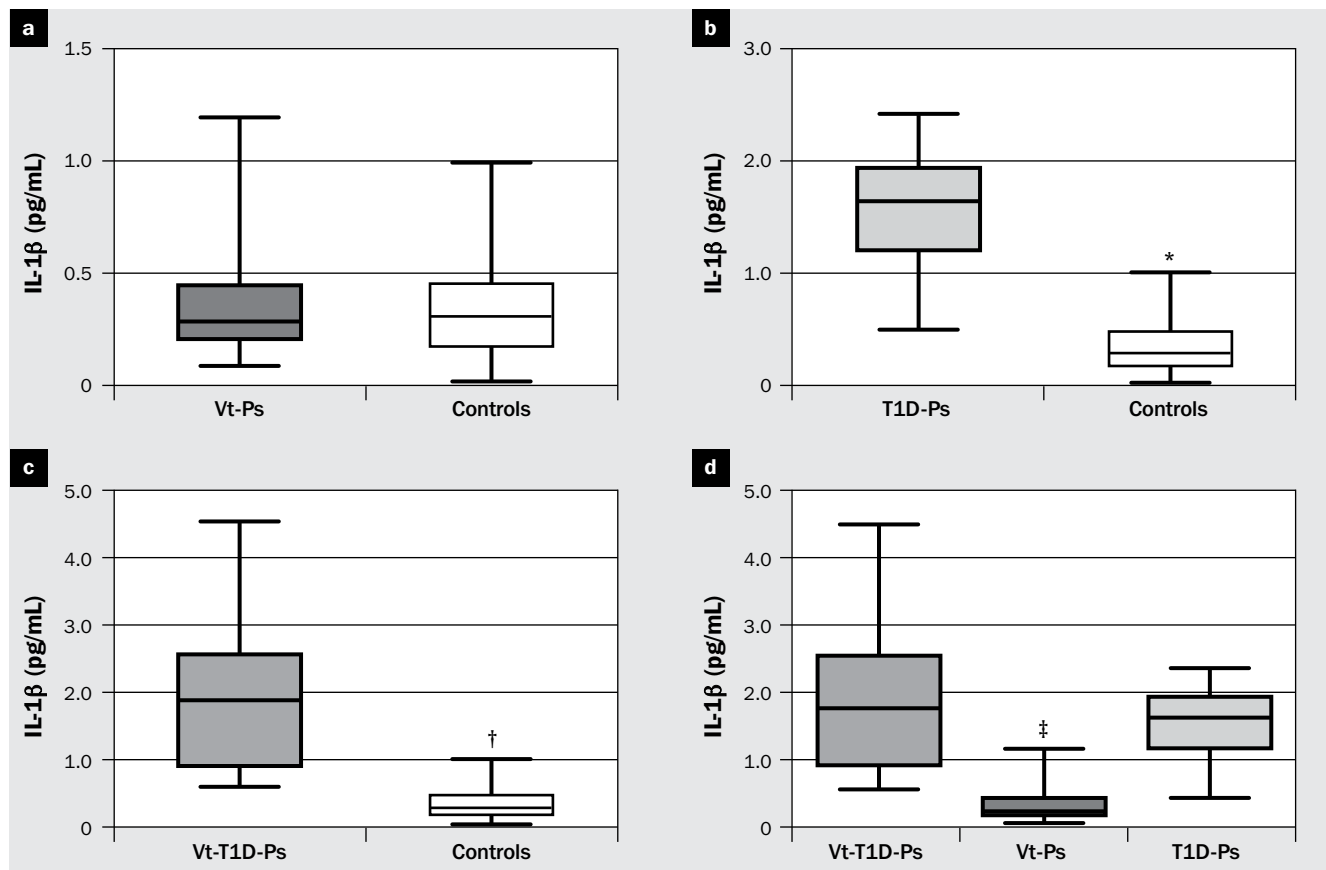 a
1.5
1.0
0.5
0
IL-1β (pg/mL)
Vt-Ps
Controls
b
3.0
2.0
1.0
0
IL-1β (pg/mL)
*
T1D-Ps
Controls
c
5.0
4.0
3.0
2.0
1.0
0
IL-1β (pg/mL)
†
Vt-T1D-Ps
Controls
d
5.0
4.0
3.0
2.0
1.0
0
IL-1β (pg/mL)
‡
Vt-T1D-Ps
Vt-Ps
T1D-Ps